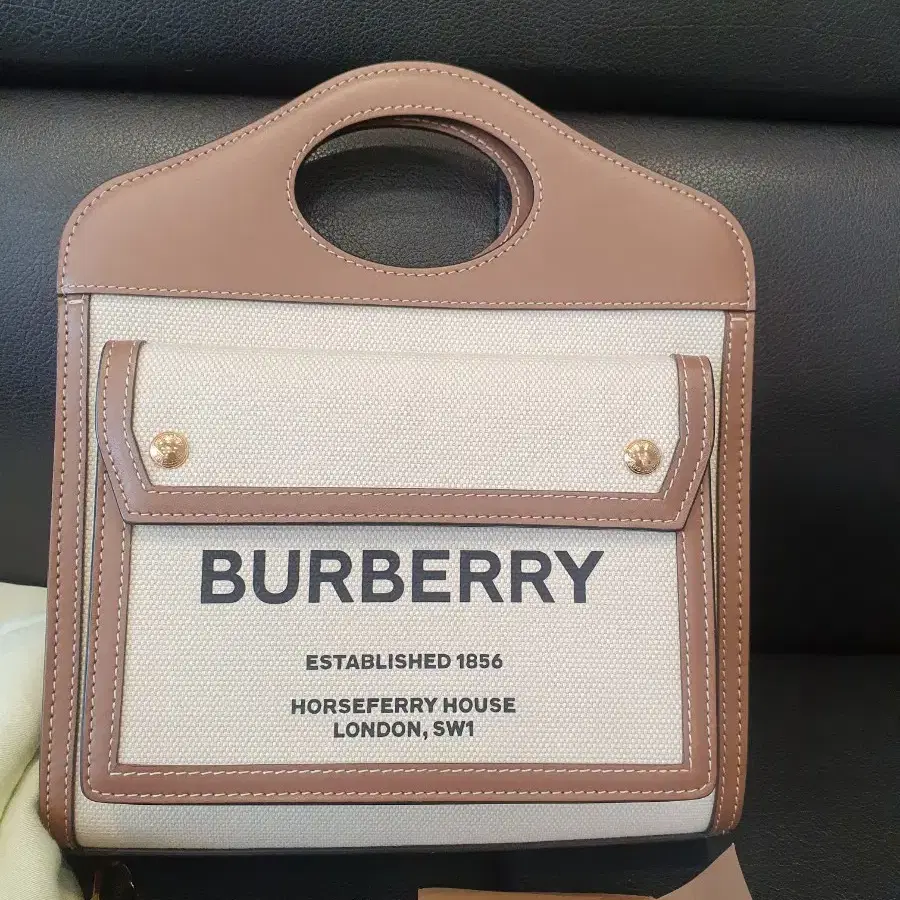 BURBERRY
ESTABLISHED 1856
HORSEFERRY HOUSE
LONDON, SW1